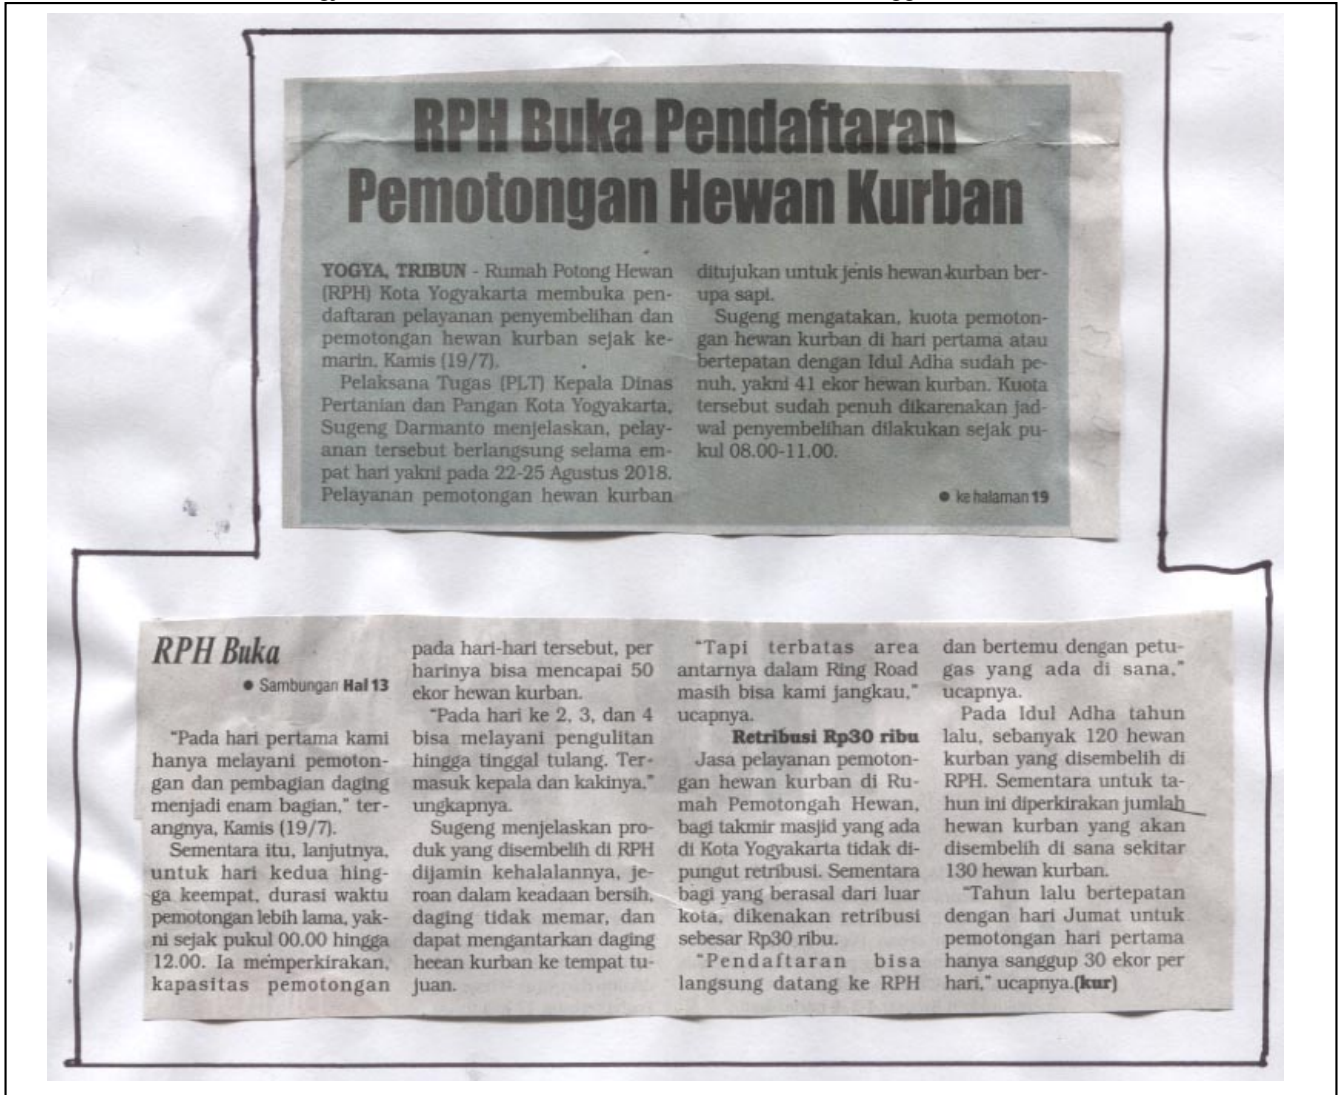 RPH Buka Pendaftaran
Pemotongan Hewan Kurban
YOGYA, TRIBUN - Rumah Potong Hewan
(RPH) Kota Yogyakarta membuka pen-
daftaran pelayanan penyembelihan dan
pemotongan hewan kurban sejak ke-
marin, Kamis (19/7).
Pelaksana Tugas (PLT) Kepala Dinas
Pertanian dan Pangan Kota Yogyakarta,
Sugeng Darmanto menjelaskan, pelay-
anan tersebut berlangsung selama em-
pat hari yakni pada 22-25 Agustus 2018.
Pelayanan pemotongan hewan kurban
ditujukan untuk jenis hewan kurban ber-
upa sapi.
Sugeng mengatakan, kuota pemoton-
gan hewan kurban di hari pertama atau
bertepatan dengan Idul Adha sudah pe-
nuh, yakni 41 ekor hewan kurban. Kuota
tersebut sudah penuh dikarenakan jad-
wal penyembelihan dilakukan sejak pu-
kul 08.00-11.00.
● ke halaman 19
RPH Buka
● Sambungan Hal 13
"Pada hari pertama kami
hanya melayani pemoton-
gan dan pembagian daging
menjadi enam bagian," ter-
angnya, Kamis (19/7).
Sementara itu, lanjutnya,
untuk hari kedua hing-
ga keempat, durasi waktu
pemotongan lebih lama, yak-
ni sejak pukul 00.00 hingga
12.00. Ia memperkirakan,
kapasitas pemotongan
pada hari-hari tersebut, per
harinya bisa mencapai 50
ekor hewan kurban.
"Pada hari ke 2, 3, dan 4
bisa melayani pengulitan
hingga tinggal tulang. Ter-
masuk kepala dan kakinya,"
ungkapnya.
Sugeng menjelaskan pro-
duk yang disembelih di RPH
dijamin kehalalannya, je-
roan dalam keadaan bersih,
daging tidak memar, dan
dapat mengantarkan daging
heean kurban ke tempat tu-
juan.
"Tapi terbatas area
antarnya dalam Ring Road
masih bisa kami jangkau,"
ucapnya.
Retribusi Rp30 ribu
Jasa pelayanan pemoton-
gan hewan kurban di Ru-
mah Pemotongah Hewan,
bagi takmir masjid yang ada
di Kota Yogyakarta tidak di-
pungut retribusi. Sementara
bagi yang berasal dari luar
kota, dikenakan retribusi
sebesar Rp30 ribu.
"Pendaftaran bisa
langsung datang ke RPH
dan bertemu dengan petu-
gas yang ada di sana,"
ucapnya.
Pada Idul Adha tahun
lalu, sebanyak 120 hewan
kurban yang disembelih di
RPH. Sementara untuk ta-
hun ini diperkirakan jumlah
hewan kurban yang akan
disembelih di sana sekitar
130 hewan kurban.
"Tahun lalu bertepatan
dengan hari Jumat untuk
pemotongan hari pertama
hanya sanggup 30 ekor per
hari," ucapnya.(kur)